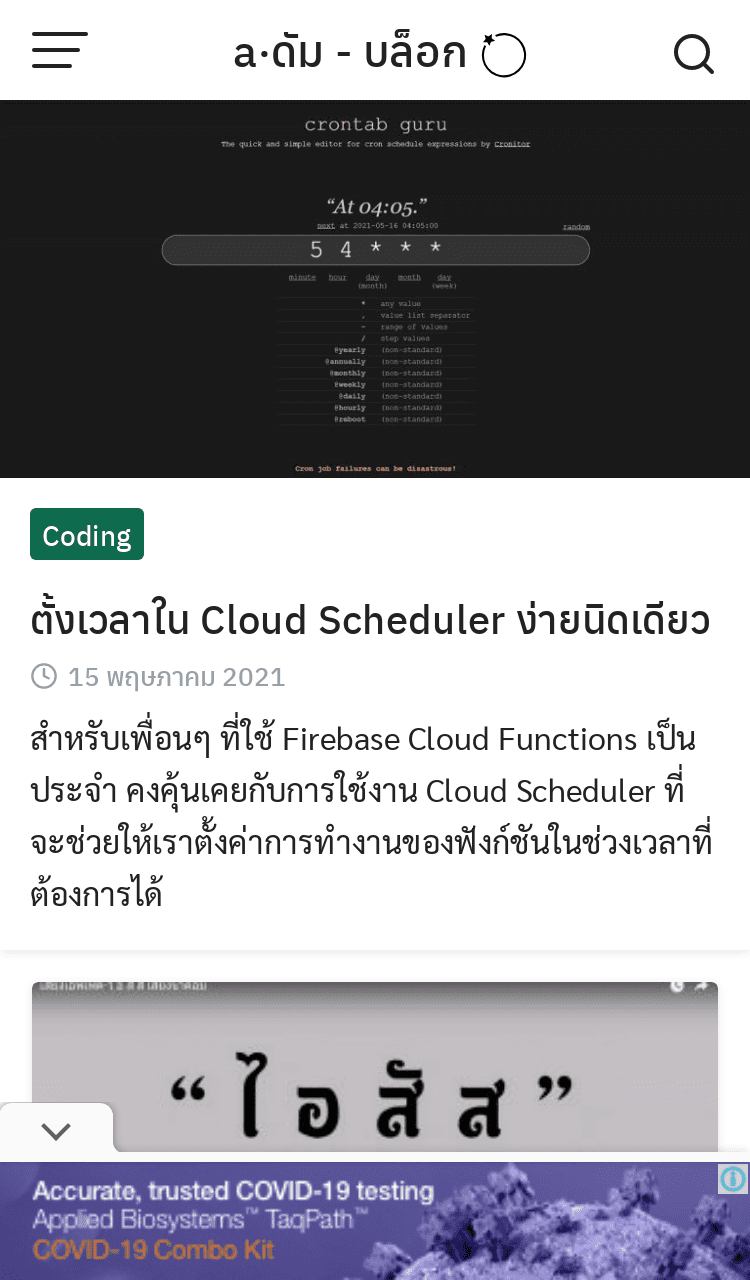 a·ดัม - บล็อก
crontab guru
The quick and simple editor for cron schedule expressions by Cronitor
“At 04:05.”
next at 2021-05-16 04:05:00
random
5 4 * * *
minute hour day (month) month day (week)
* any value
, value list separator
- range of values
/ step values
@yearly (non-standard)
@annually (non-standard)
@monthly (non-standard)
@weekly (non-standard)
@daily (non-standard)
@hourly (non-standard)
@reboot (non-standard)
Cron job failures can be disastrous!
Coding
ตั้งเวลาใน Cloud Scheduler ง่ายนิดเดียว
15 พฤษภาคม 2021
สำหรับเพื่อนๆ ที่ใช้ Firebase Cloud Functions เป็น
ประจำ คงคุ้นเคยกับการใช้งาน Cloud Scheduler ที่
จะช่วยให้เราตั้งค่าการทำงานของฟังก์ชันในช่วงเวลาที่
ต้องการได้
“ ไ อ สั ส ”
Accurate, trusted COVID-19 testing
Applied Biosystems™ TaqPath™
COVID-19 Combo Kit